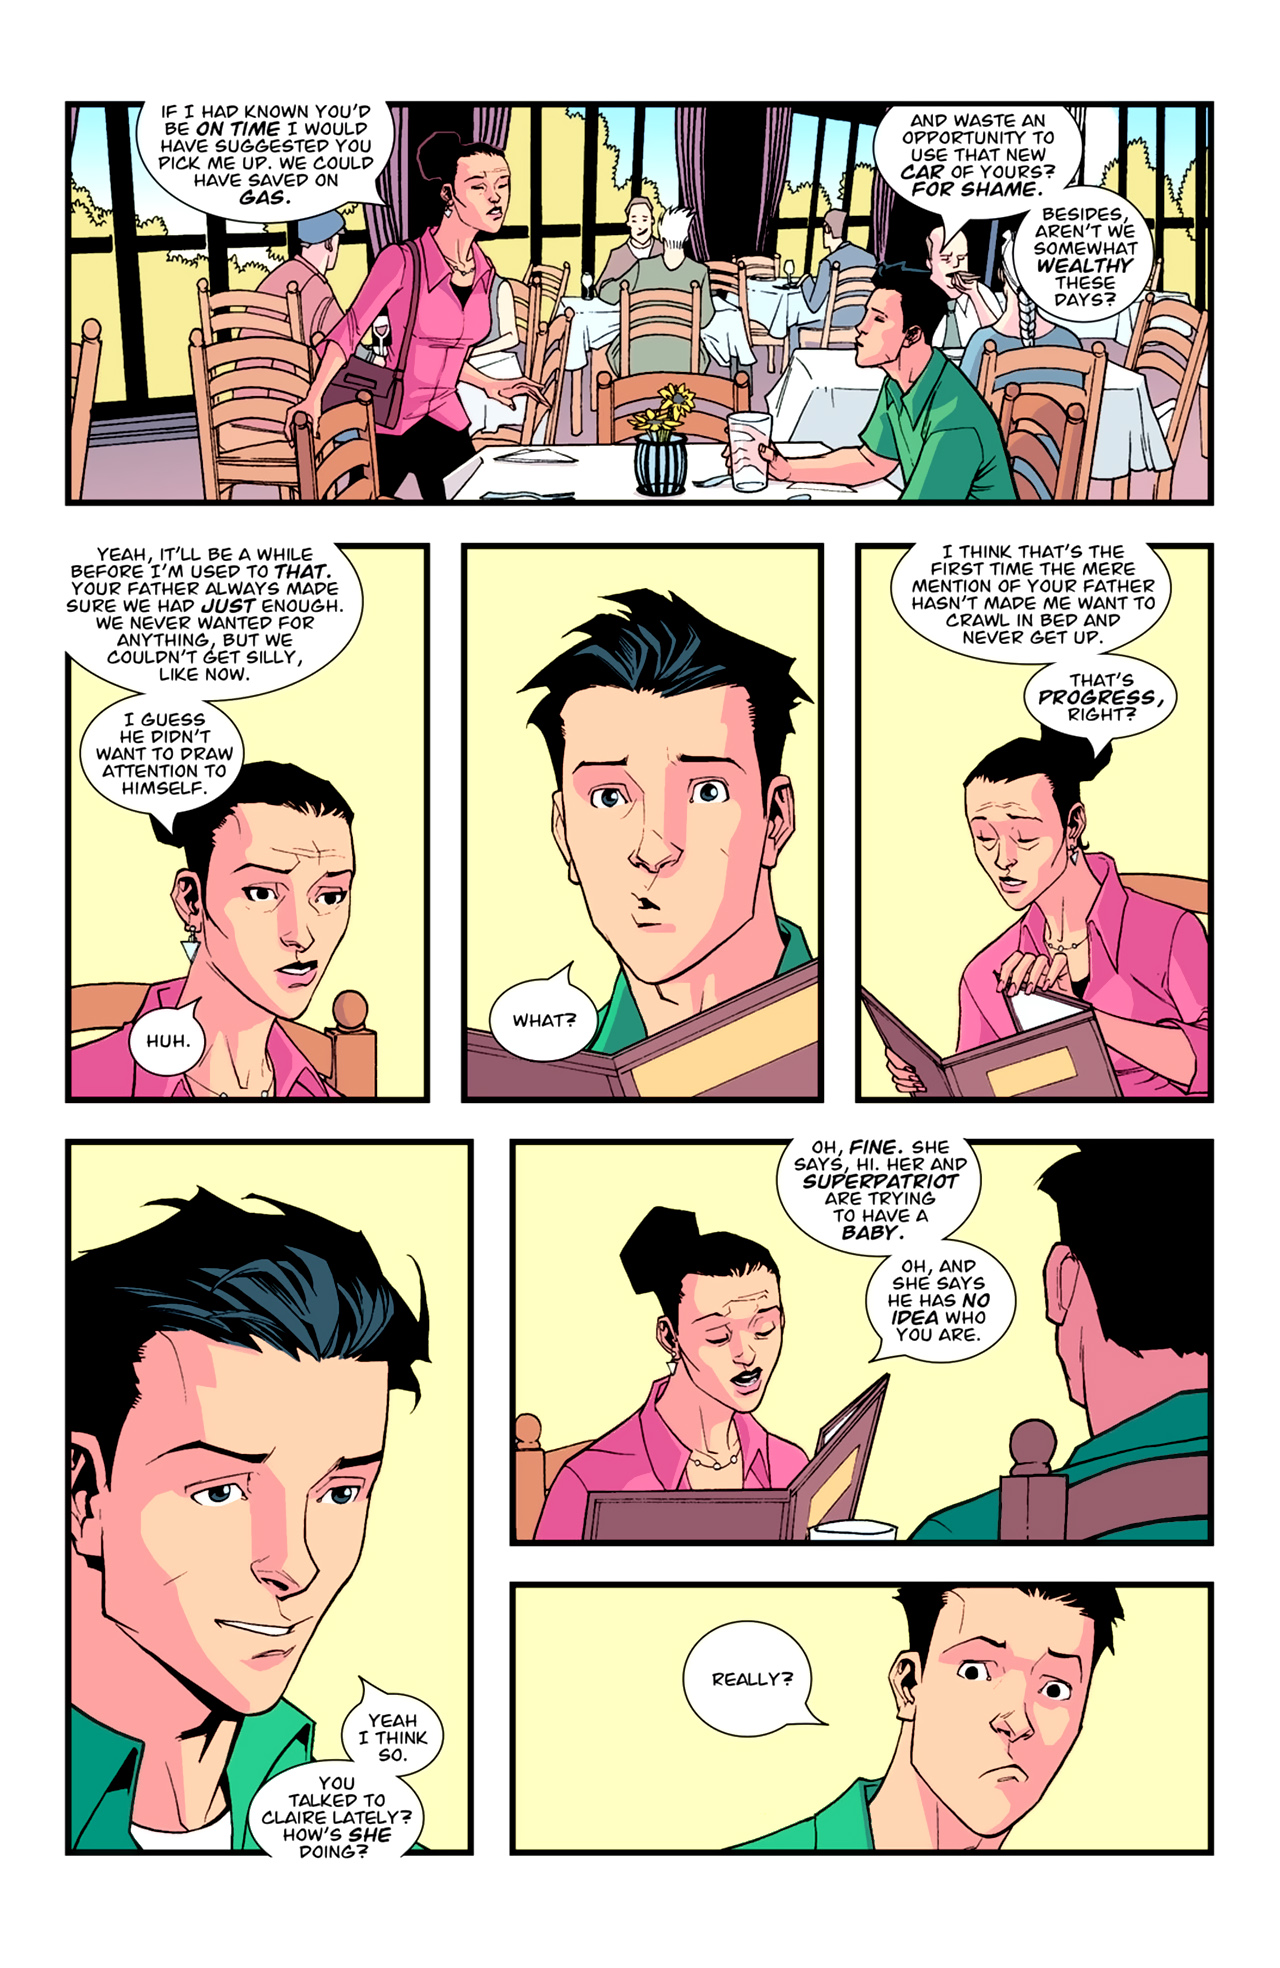 IF I HAD KNOWN YOU'D
BE ON TIME I WOULD
HAVE SUGGESTED YOU
PICK ME UP. WE COULD
HAVE SAVED ON
GAS.
AND WASTE AN
OPPORTUNITY TO
USE THAT NEW
CAR OF YOURS?
FOR SHAME.
BESIDES,
AREN'T WE
SOMEWHAT
WEALTHY
THESE
DAYS?
YEAH, IT'LL BE A WHILE
BEFORE I'M USED TO THAT.
YOUR FATHER ALWAYS MADE
SURE WE HAD JUST ENOUGH.
WE NEVER WANTED FOR
ANYTHING, BUT WE
COULDN'T GET SILLY,
LIKE NOW.
I GUESS
HE DIDN'T
WANT TO DRAW
ATTENTION TO
HIMSELF.
HUH.
WHAT?
I THINK THAT'S THE
FIRST TIME THE MERE
MENTION OF YOUR FATHER
HASN'T MADE ME WANT TO
CRAWL IN BED AND
NEVER GET UP.
THAT'S
PROGRESS,
RIGHT?
YEAH
I THINK
SO.
YOU
TALKED TO
CLAIRE LATELY?
HOW'S SHE
DOING?
OH, FINE. SHE
SAYS, HI. HER AND
SUPERPATRIOT
ARE TRYING
TO HAVE A
BABY.
OH, AND
SHE SAYS
HE HAS NO
IDEA WHO
YOU ARE.
REALLY?